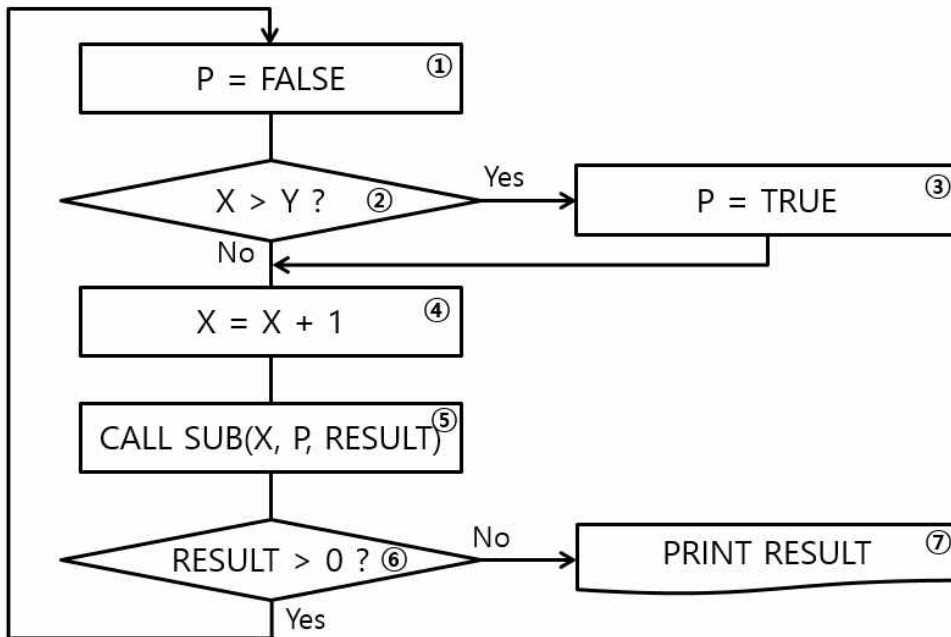 P = FALSE ①
X > Y ? ②
Yes
P = TRUE ③
No
X = X + 1 ④
CALL SUB(X, P, RESULT) ⑤
RESULT > 0 ? ⑥
No
PRINT RESULT ⑦
Yes